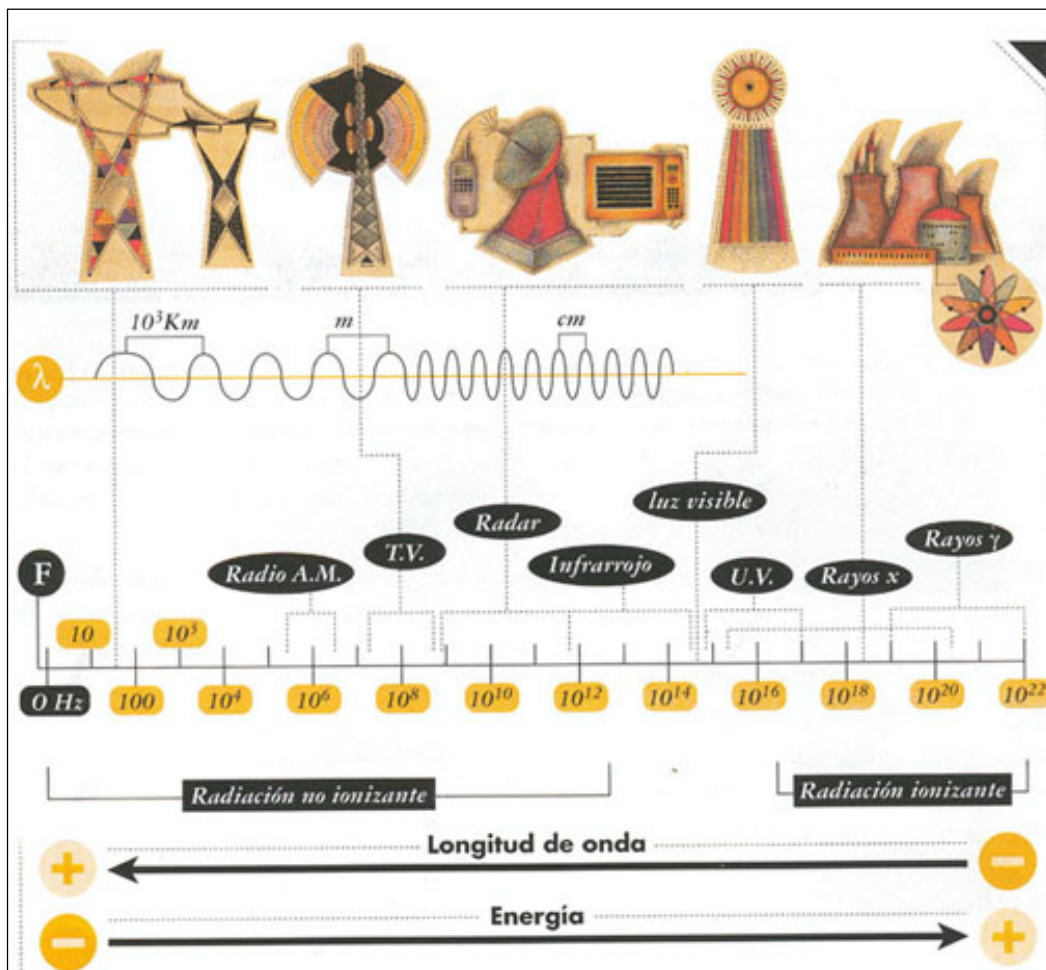 10³Km
m
cm
λ
luz visible
Radar
T.V.
Infrarrojo
Rayos γ
Radio A.M.
U.V.
Rayos x
F
10
10³
0 Hz
100
10⁴
10⁶
10⁸
10¹⁰
10¹²
10¹⁴
10¹⁶
10¹⁸
10²⁰
10²²
Radiación no ionizante
Radiación ionizante
Longitud de onda
+
−
Energía
−
+